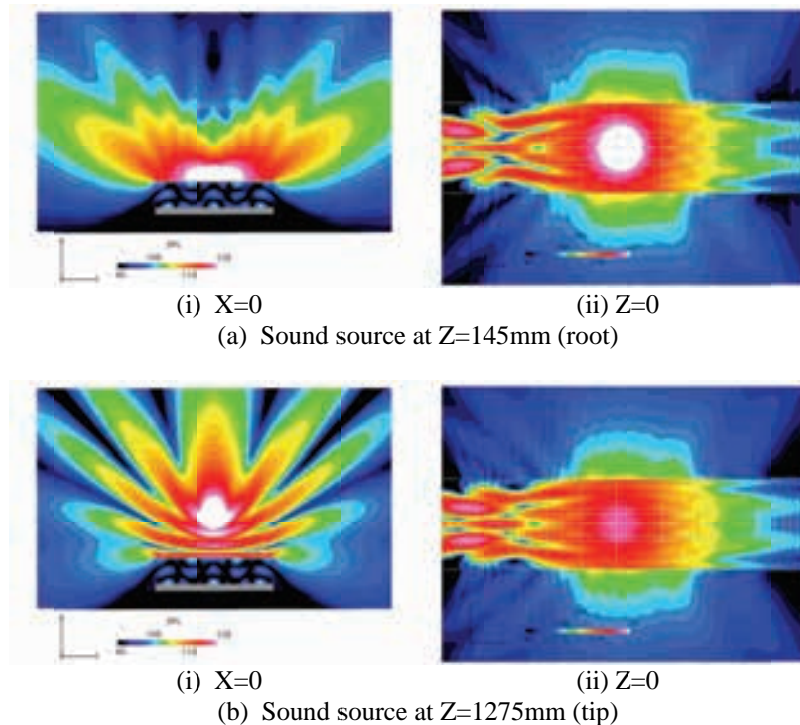 (i) X=0
(ii) Z=0
(a) Sound source at Z=145mm (root)
(i) X=0
(ii) Z=0
(b) Sound source at Z=1275mm (tip)